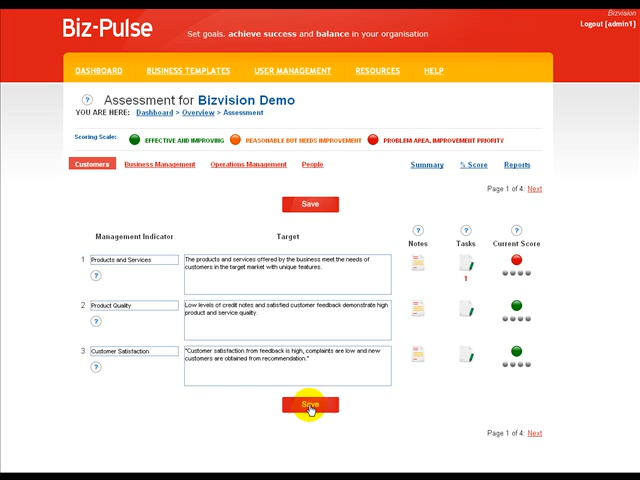 Bizvision
Logout [admin1]
Biz-Pulse
Set goals. achieve success and balance in your organisation
DASHBOARD BUSINESS TEMPLATES USER MANAGEMENT RESOURCES HELP
? Assessment for Bizvision Demo
YOU ARE HERE: Dashboard > Overview > Assessment
Scoring Scale: EFFECTIVE AND IMPROVING REASONABLE BUT NEEDS IMPROVEMENT PROBLEM AREA, IMPROVEMENT PRIORITY
Customers Business Management Operations Management People Summary % Score Reports
Page 1 of 4: Next
Save
? ? ?
Management Indicator Target Notes Tasks Current Score
1 Products and Services The products and services offered by the business meet the needs of
customers in the target market with unique features.
?
1
2 Product Quality Low levels of credit notes and satisfied customer feedback demonstrate high
product and service quality.
?
3 Customer Satisfaction "Customer satisfaction from feedback is high, complaints are low and new
customers are obtained from recommendation."
?
Save
Page 1 of 4: Next